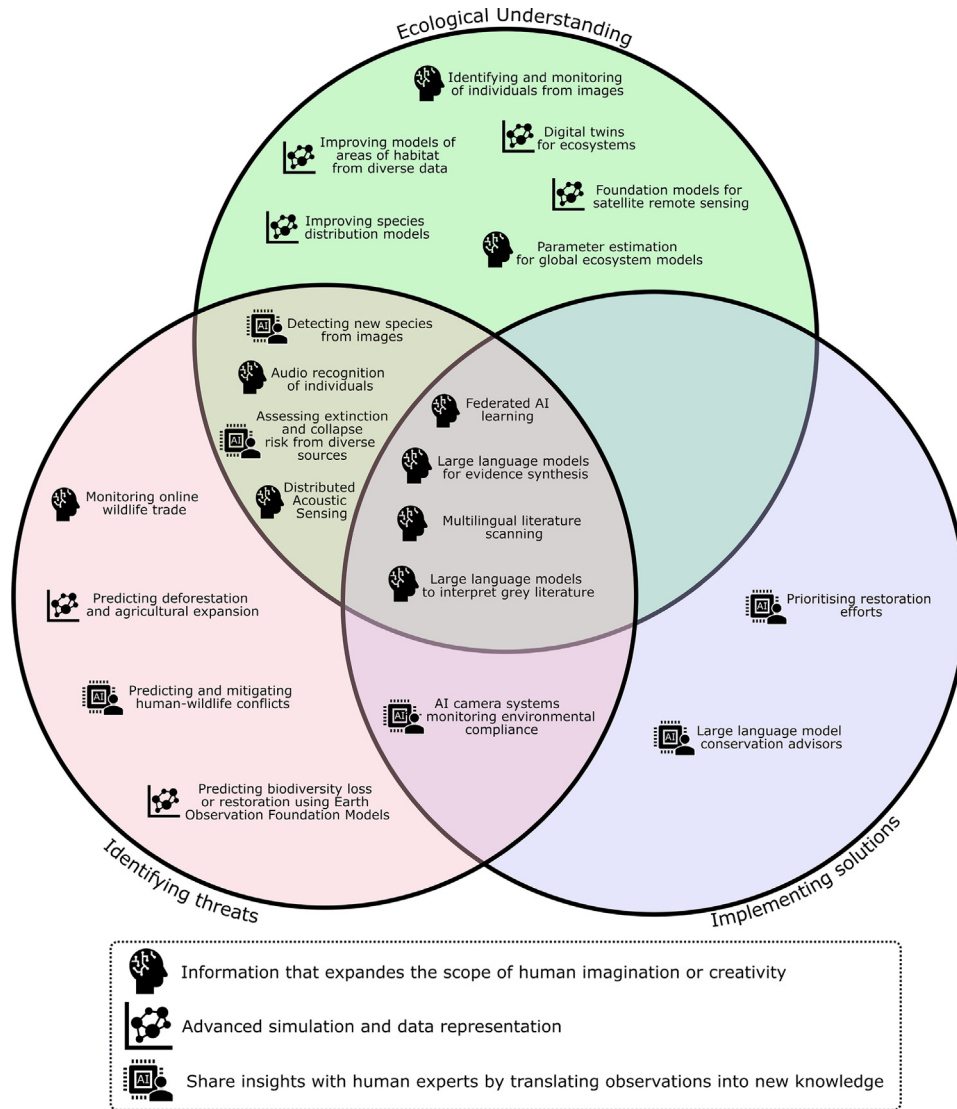 Ecological Understanding
Identifying and monitoring
of individuals from images
Digital twins
for ecosystems
Improving models of
areas of habitat
from diverse data
Foundation models for
satellite remote sensing
Improving species
distribution models
Parameter estimation
for global ecosystem models
Detecting new species
from images
Audio recognition
of individuals
Assessing extinction
and collapse
risk from diverse
sources
Distributed
Acoustic
Sensing
Federated AI
learning
Large language models
for evidence synthesis
Multilingual literature
scanning
Large language models
to interpret grey literature
Monitoring online
wildlife trade
Predicting deforestation
and agricultural expansion
Predicting and mitigating
human-wildlife conflicts
Predicting biodiversity loss
or restoration using Earth
Observation Foundation Models
AI camera systems
monitoring environmental
compliance
Prioritising restoration
efforts
Large language model
conservation advisors
Identifying threats
Implementing solutions
Information that expandes the scope of human imagination or creativity
Advanced simulation and data representation
AI
Share insights with human experts by translating observations into new knowledge